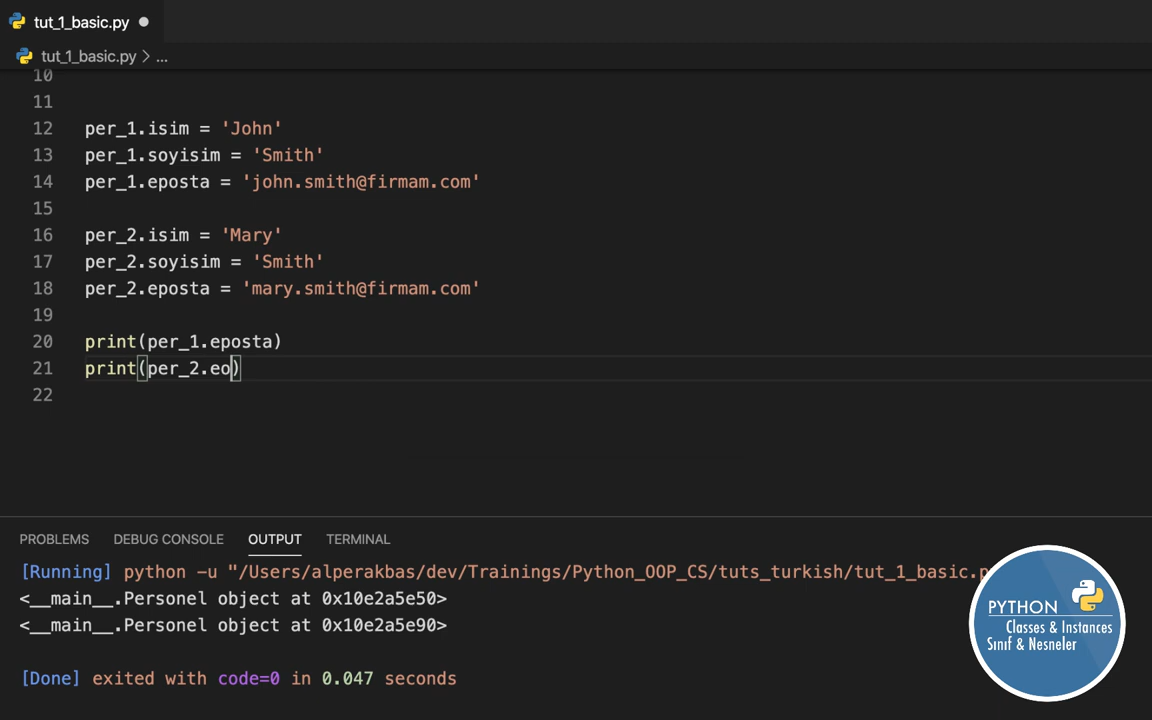 tut_1_basic.py
tut_1_basic.py > ...
10
11
12 per_1.isim = 'John'
13 per_1.soyisim = 'Smith'
14 per_1.eposta = 'john.smith@firmam.com'
15
16 per_2.isim = 'Mary'
17 per_2.soyisim = 'Smith'
18 per_2.eposta = 'mary.smith@firmam.com'
19
20 print(per_1.eposta)
21 print(per_2.eo)
22
PROBLEMS DEBUG CONSOLE OUTPUT TERMINAL
[Running] python -u "/Users/alperakbas/dev/Trainings/Python_OOP_CS/tuts_turkish/tut_1_basic.p
<__main__.Personel object at 0x10e2a5e50>
<__main__.Personel object at 0x10e2a5e90>
[Done] exited with code=0 in 0.047 seconds
PYTHON
Classes & Instances
Sınıf & Nesneler